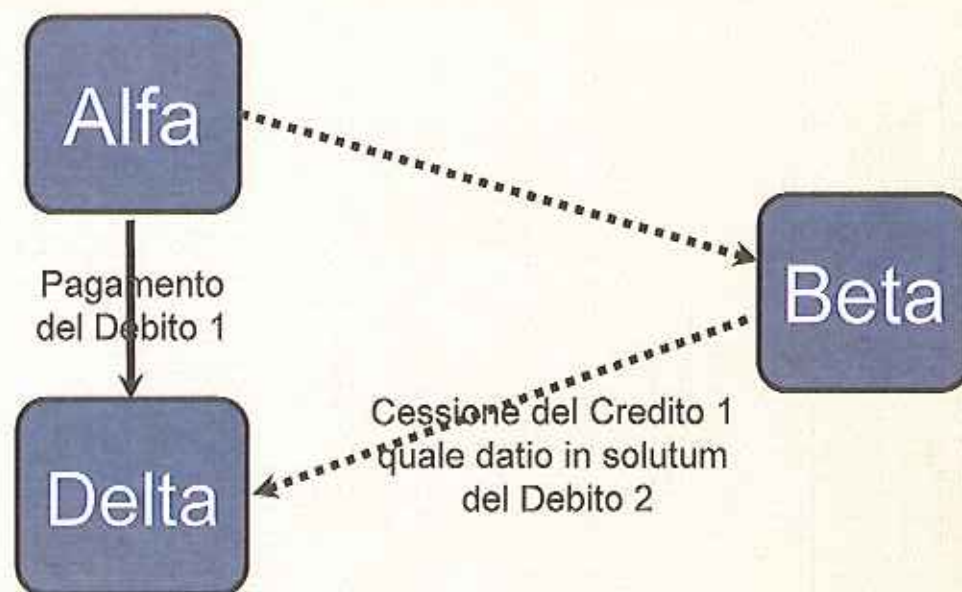 Alfa
Pagamento
del Debito 1
Beta
Cessione del Credito 1
quale datio in solutum
del Debito 2
Delta